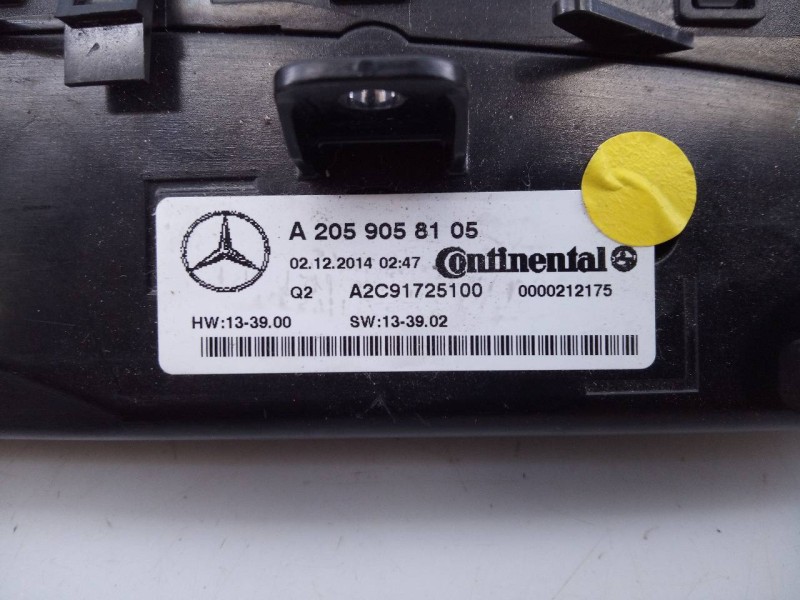 A 205 905 81 05
02.12.2014 02:47 Continental
Q2 A2C91725100 0000212175
HW:13-39.00 SW:13-39.02